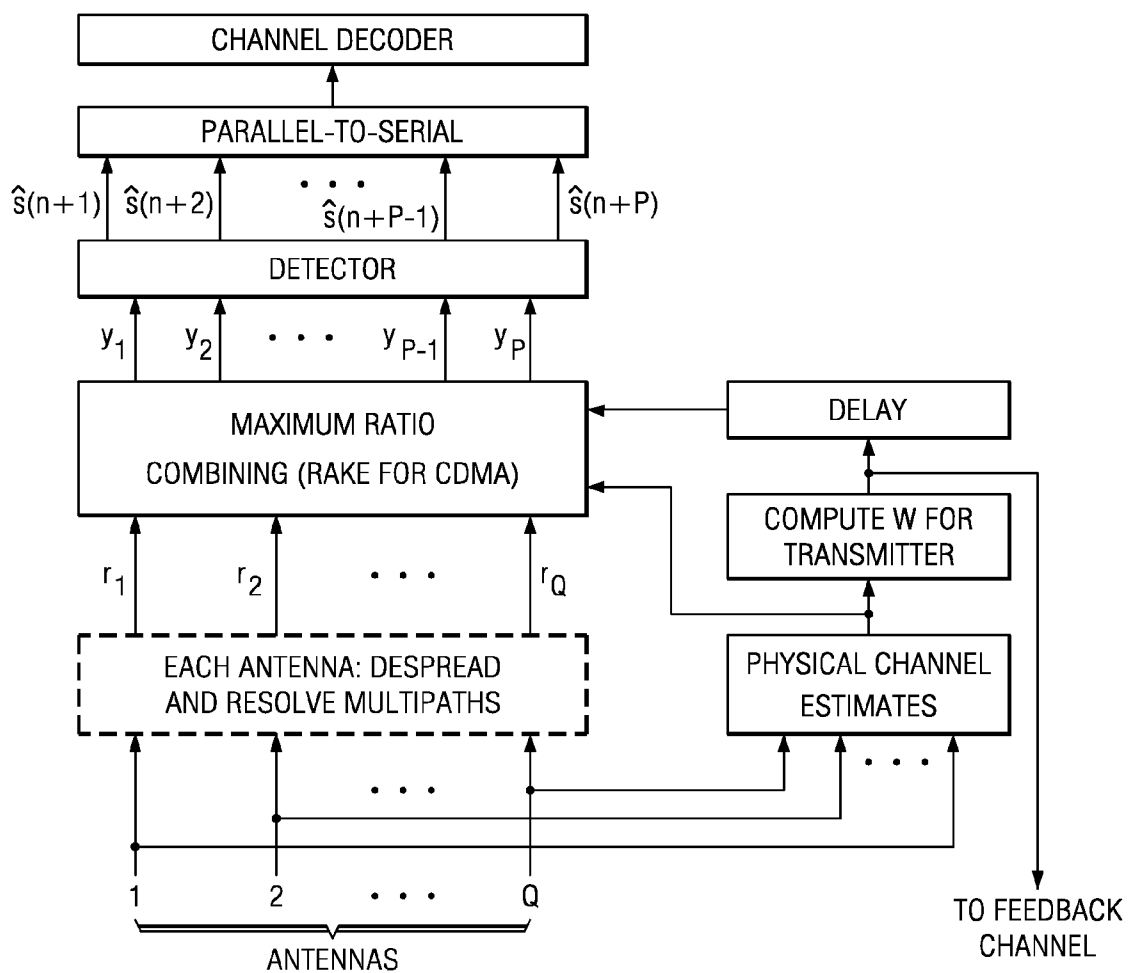 CHANNEL DECODER
PARALLEL-TO-SERIAL
ŝ(n+1) ŝ(n+2) • • • ŝ(n+P-1) ŝ(n+P)
DETECTOR
y1 y2 • • • yP-1 yP
MAXIMUM RATIO
COMBINING (RAKE FOR CDMA)
DELAY
COMPUTE W FOR
TRANSMITTER
r1 r2 • • • rQ
EACH ANTENNA: DESPREAD
AND RESOLVE MULTIPATHS
PHYSICAL CHANNEL
ESTIMATES
• • •
• • •
1 2 • • • Q
ANTENNAS
TO FEEDBACK
CHANNEL